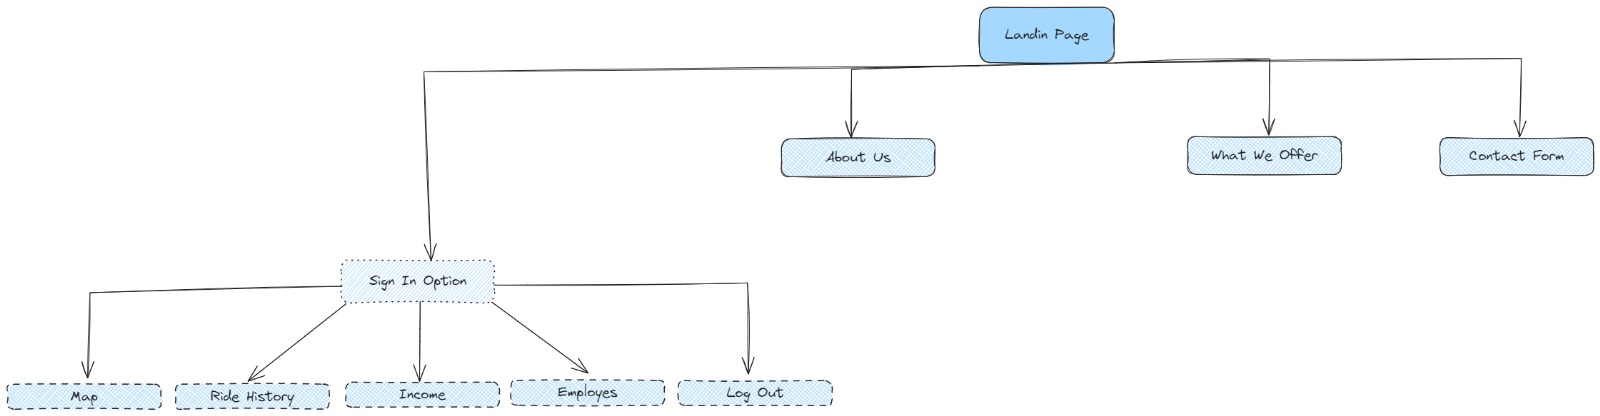 Landin Page
About Us
What We Offer
Contact Form
Sign In Option
Map
Ride History
Income
Employes
Log Out